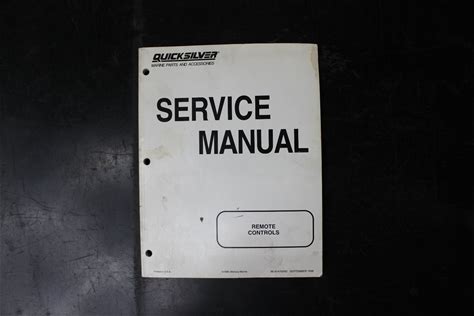 QUICKSILVER
MARINE PARTS AND ACCESSORIES
SERVICE
MANUAL
REMOTE
CONTROLS